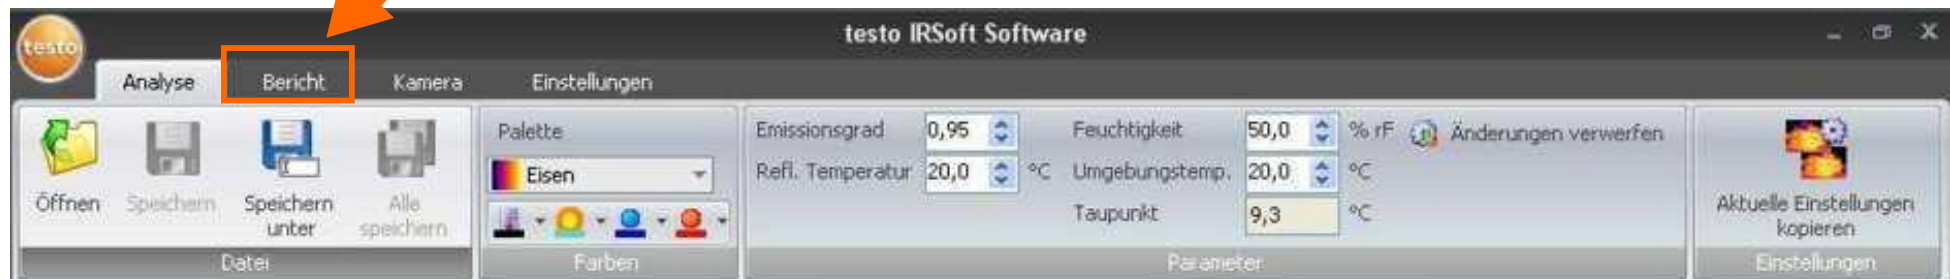 testo IRSoft Software
testo
Analyse Bericht Kamera Einstellungen
Palette
Emissionsgrad 0,95 Feuchtigkeit 50,0 % rF Änderungen verwerfen
Eisen
Refl. Temperatur 20,0 °C Umgebungstemp. 20,0 °C
Öffnen Speichern Speichern unter Alle speichern
Taupunkt 9,3 °C
Aktuelle Einstellungen
kopieren
Datei Farben Parameter Einstellungen